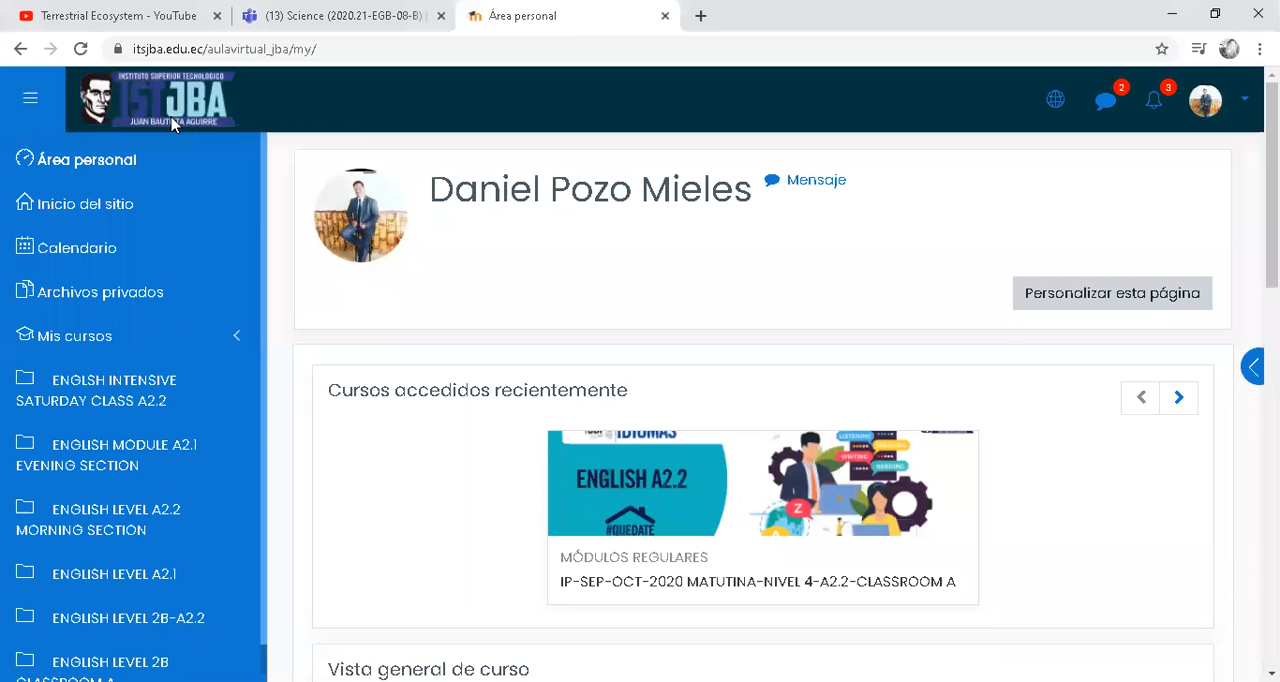 Terrestrial Ecosystem - YouTube
(13) Science (2020.21-EGB-08-B) |
Área personal
itsjba.edu.ec/aulavirtual_jba/my/
INSTITUTO SUPERIOR TECNOLÓGICO
ISTJBA
JUAN BAUTISTA AGUIRRE
2
3
Área personal
Inicio del sitio
Calendario
Archivos privados
Mis cursos
ENGLSH INTENSIVE
SATURDAY CLASS A2.2
ENGLISH MODULE A2.1
EVENING SECTION
ENGLISH LEVEL A2.2
MORNING SECTION
ENGLSH LEVEL A2.1
ENGLISH LEVEL 2B-A2.2
ENGLISH LEVEL 2B
CLASSROOM A
Daniel Pozo Mieles
Mensaje
Personalizar esta página
Cursos accedidos recientemente
IDIOMAS
ENGLISH A2.2
#QUEDATE
LISTENING
SPEAKING
WRITING
READING
Z
MÓDULOS REGULARES
IP-SEP-OCT-2020 MATUTINA-NIVEL 4-A2.2-CLASSROOM A
Vista general de curso